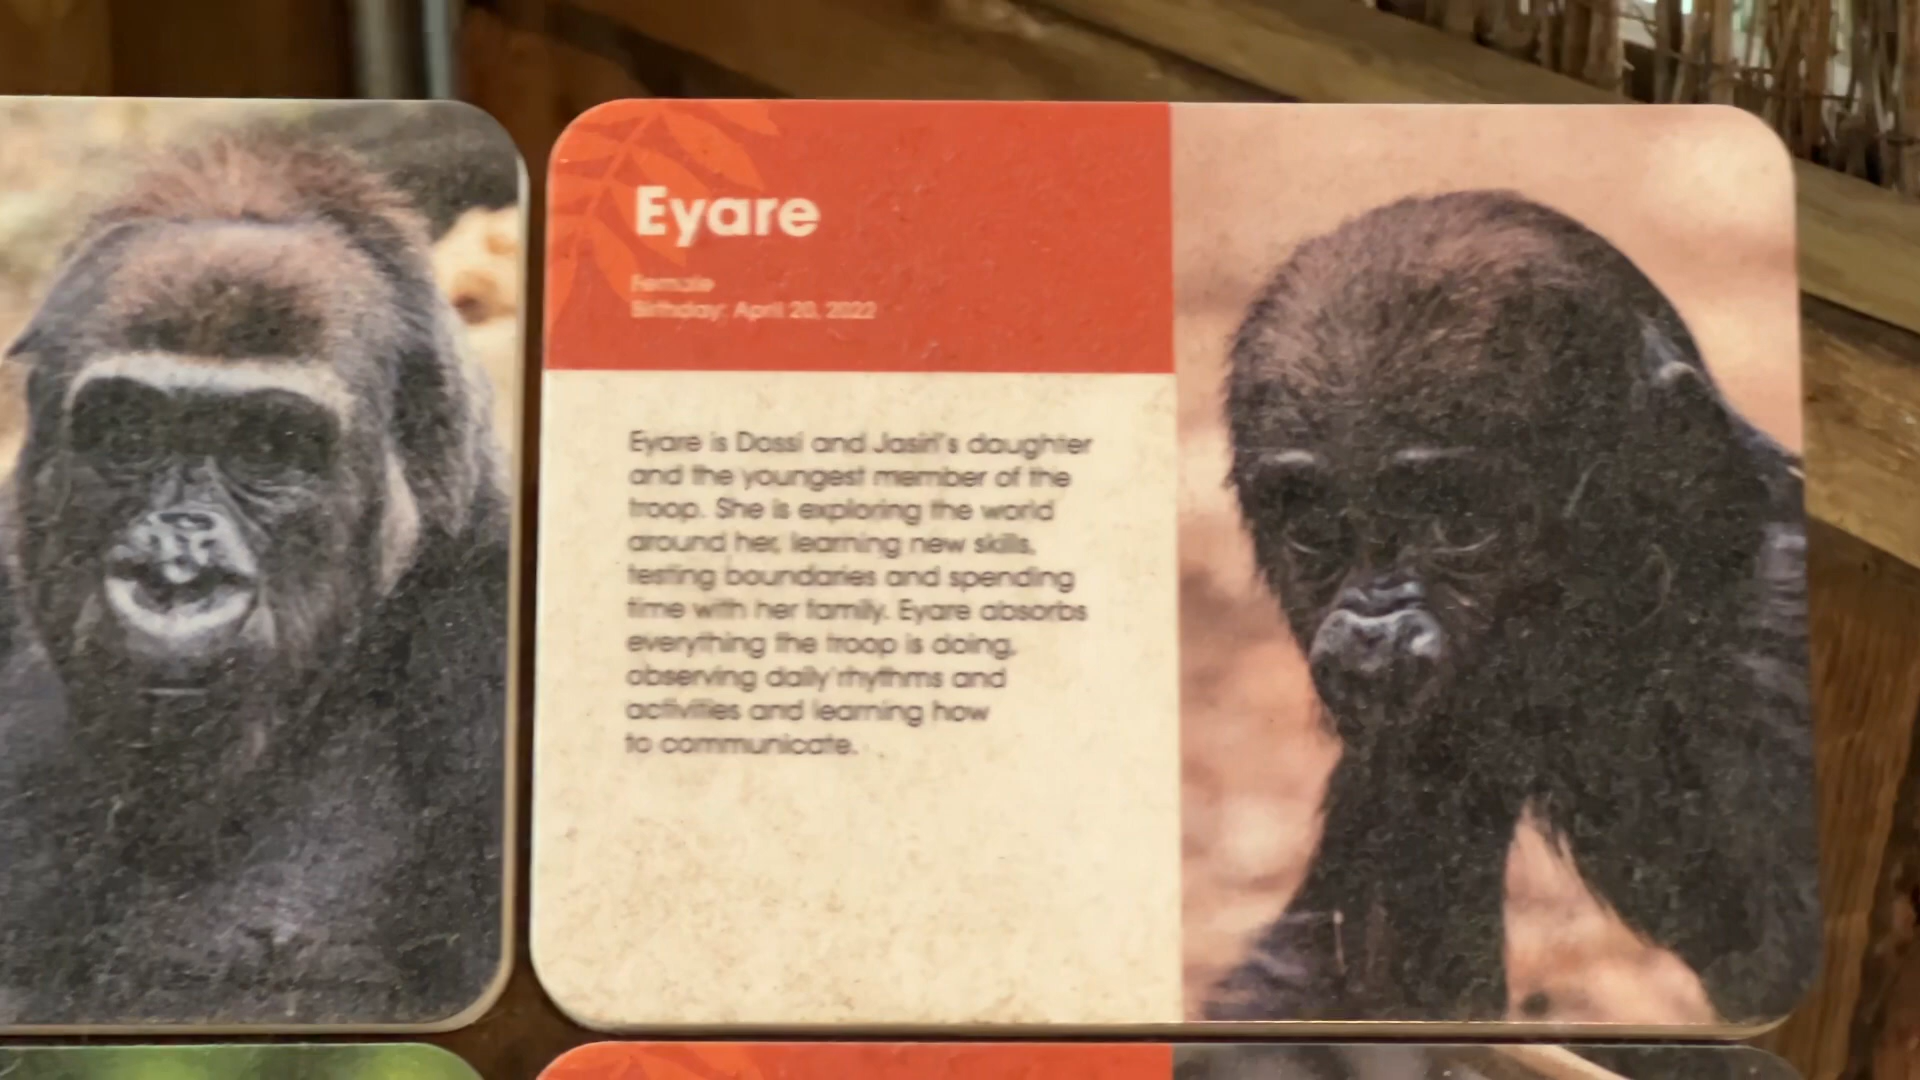 Eyare
Female
Birthday: April 20, 2022
Eyare is Dossi and Jasiri's daughter
and the youngest member of the
troop. She is exploring the world
around her, learning new skills,
testing boundaries and spending
time with her family. Eyare absorbs
everything the troop is doing,
observing daily rhythms and
activities and learning how
to communicate.